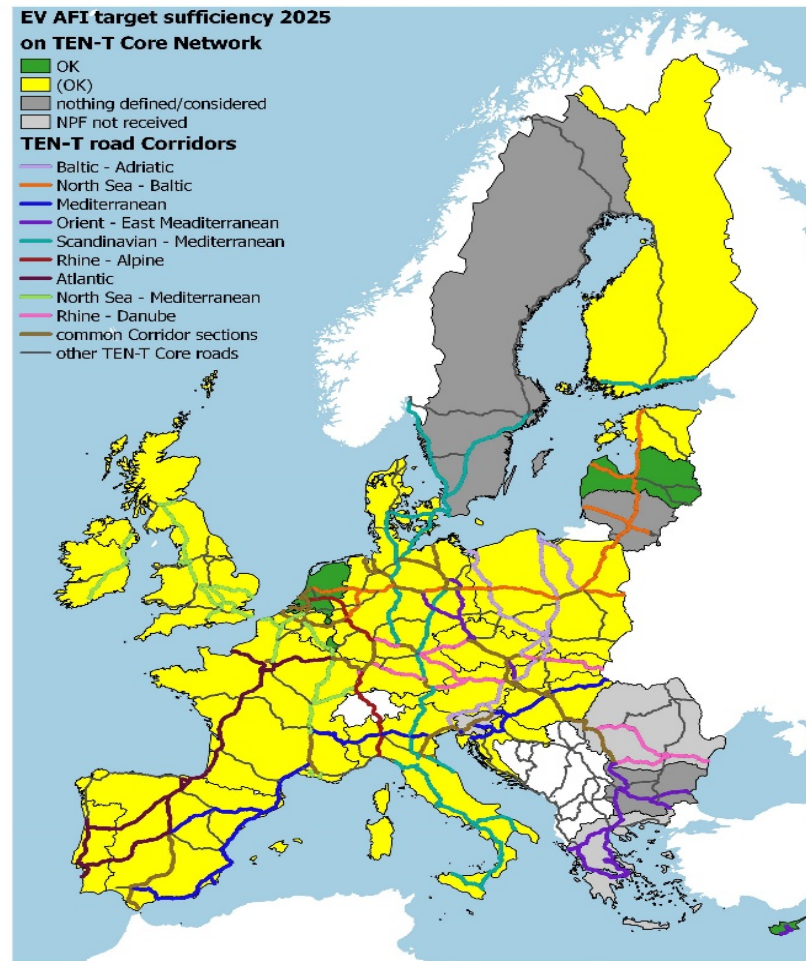 EV AFI target sufficiency 2025
on TEN-T Core Network
OK
(OK)
nothing defined/considered
NPF not received
TEN-T road Corridors
Baltic - Adriatic
North Sea - Baltic
Mediterranean
Orient - East Meaditerranean
Scandinavian - Mediterranean
Rhine - Alpine
Atlantic
North Sea - Mediterranean
Rhine - Danube
common Corridor sections
other TEN-T Core roads